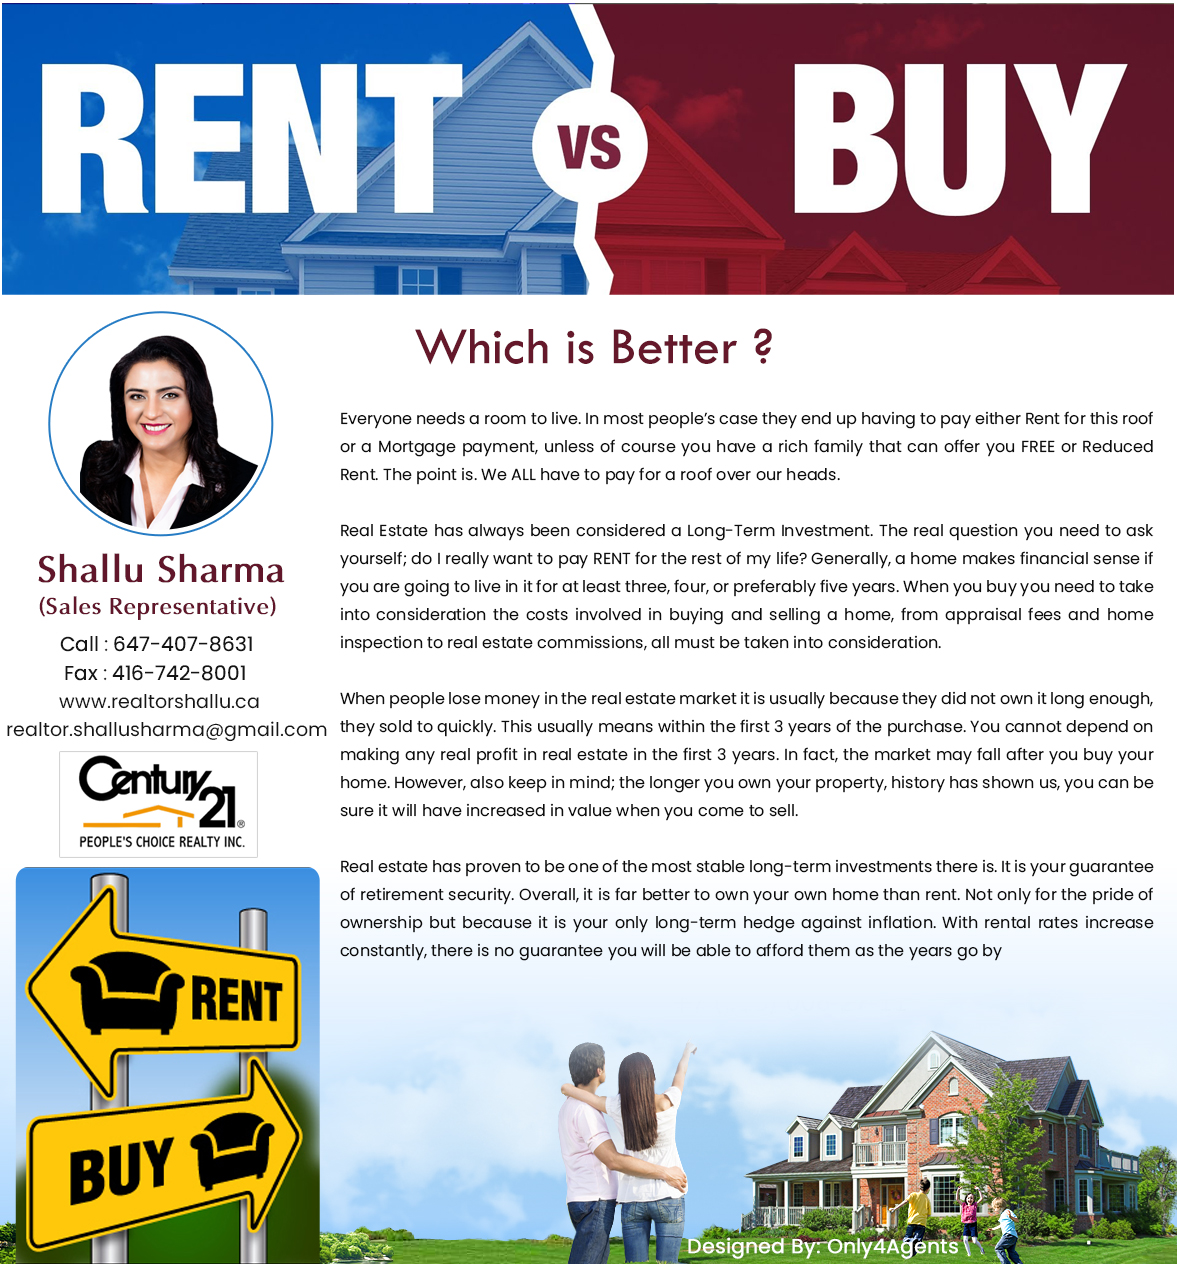 RENT VS BUY
Which is Better ?
Everyone needs a room to live. In most people’s case they end up having to pay either Rent for this roof
or a Mortgage payment, unless of course you have a rich family that can offer you FREE or Reduced
Rent. The point is. We ALL have to pay for a roof over our heads.
Real Estate has always been considered a Long-Term Investment. The real question you need to ask
yourself; do I really want to pay RENT for the rest of my life? Generally, a home makes financial sense if
you are going to live in it for at least three, four, or preferably five years. When you buy you need to take
into consideration the costs involved in buying and selling a home, from appraisal fees and home
inspection to real estate commissions, all must be taken into consideration.
When people lose money in the real estate market it is usually because they did not own it long enough,
they sold to quickly. This usually means within the first 3 years of the purchase. You cannot depend on
making any real profit in real estate in the first 3 years. In fact, the market may fall after you buy your
home. However, also keep in mind; the longer you own your property, history has shown us, you can be
sure it will have increased in value when you come to sell.
Real estate has proven to be one of the most stable long-term investments there is. It is your guarantee
of retirement security. Overall, it is far better to own your own home than rent. Not only for the pride of
ownership but because it is your only long-term hedge against inflation. With rental rates increase
constantly, there is no guarantee you will be able to afford them as the years go by
Shallu Sharma
(Sales Representative)
Call : 647-407-8631
Fax : 416-742-8001
www.realtorshallu.ca
realtor.shallusharma@gmail.com
Century 21®
PEOPLE'S CHOICE REALTY INC.
RENT
BUY
Designed By: Only4Agents